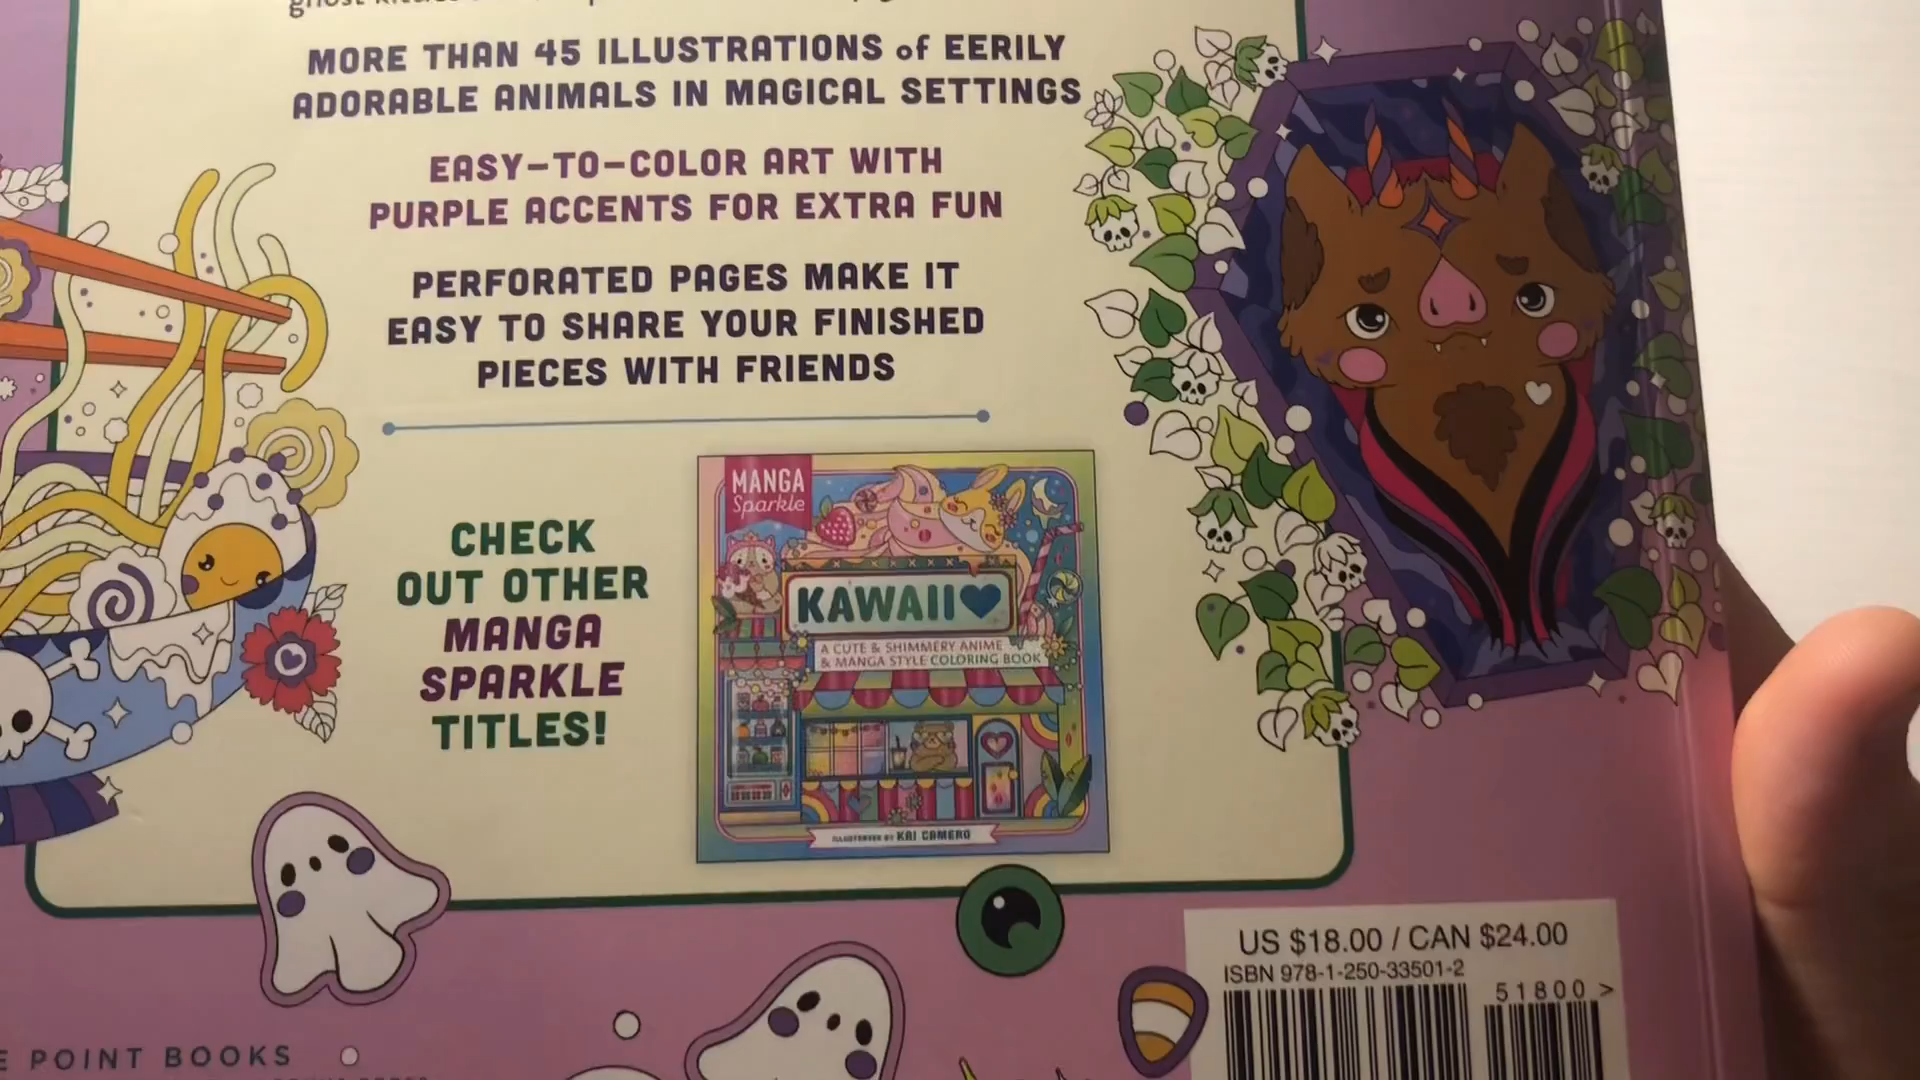 MORE THAN 45 ILLUSTRATIONS of EERILY
ADORABLE ANIMALS IN MAGICAL SETTINGS
EASY-TO-COLOR ART WITH
PURPLE ACCENTS FOR EXTRA FUN
PERFORATED PAGES MAKE IT
EASY TO SHARE YOUR FINISHED
PIECES WITH FRIENDS
CHECK
OUT OTHER
MANGA
SPARKLE
TITLES!
MANGA
Sparkle
KAWAII
A CUTE & SHIMMERY ANIME
& MANGA STYLE COLORING BOOK
ILLUSTRATED BY KAI CAMERO
US $18.00 / CAN $24.00
ISBN 978-1-250-33501-2
51800 >
POINT BOOKS